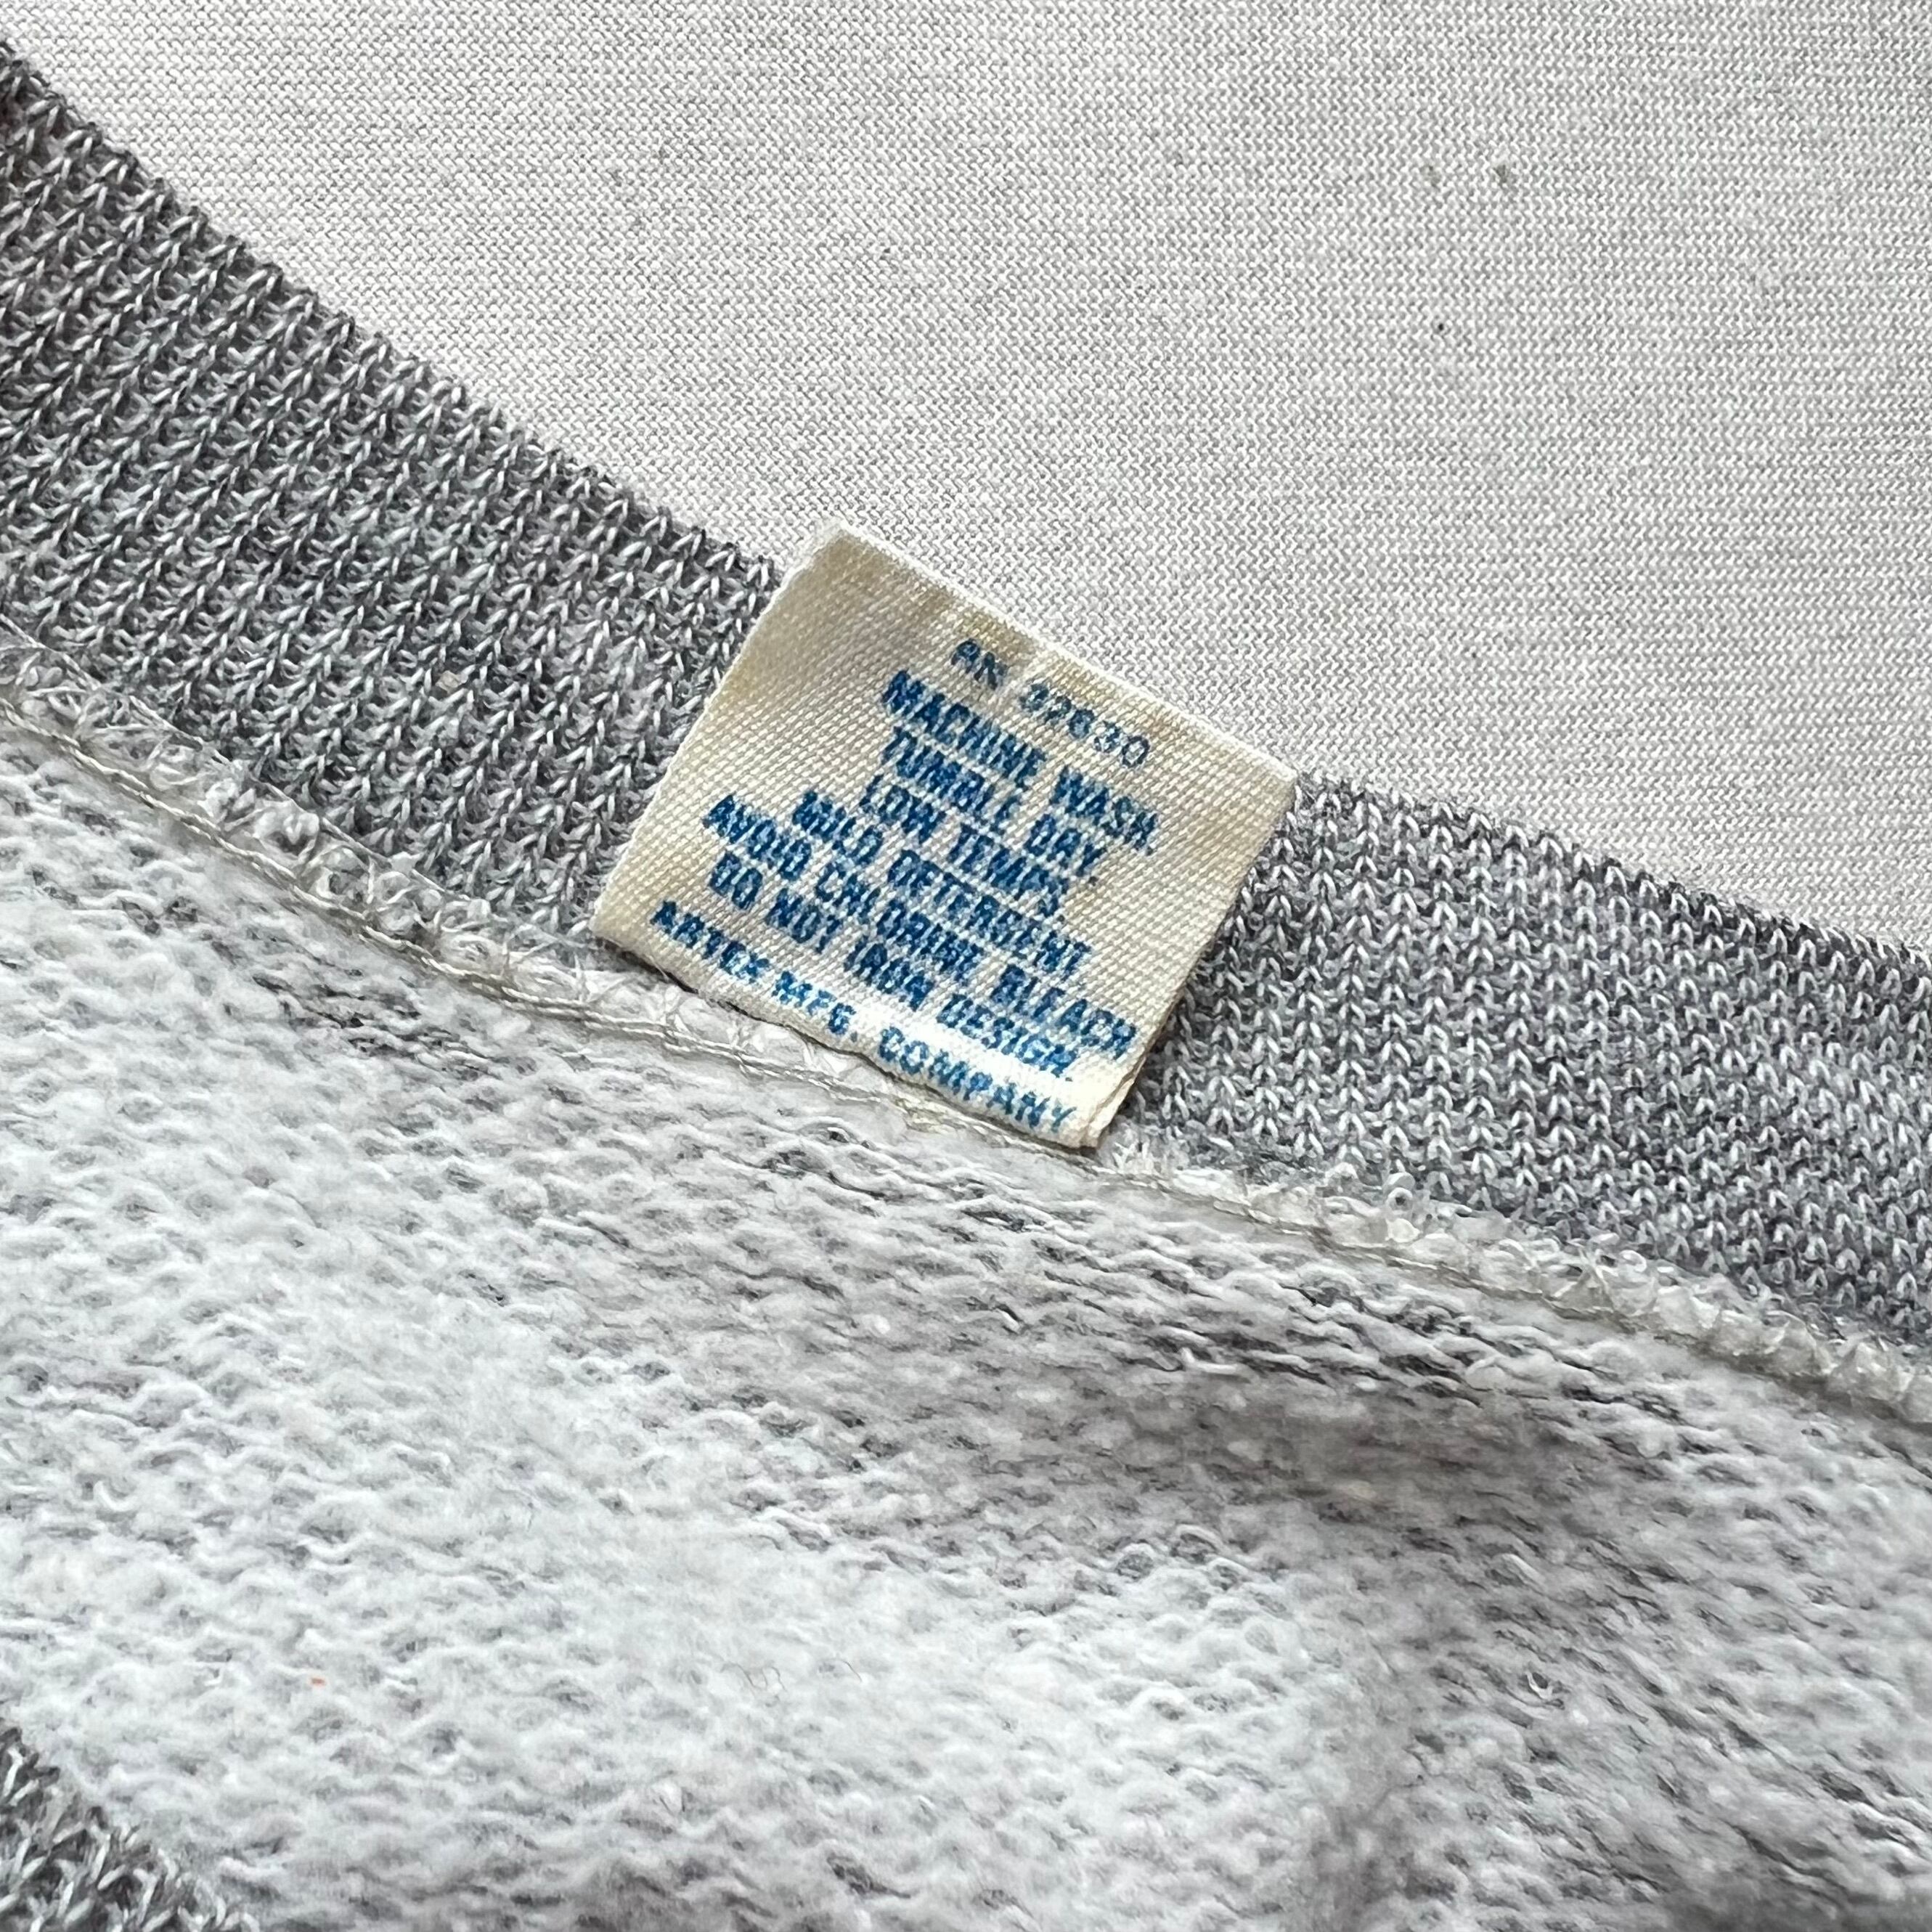 RN 32630
MACHINE WASH
TUMBLE DRY
LOW TEMPS.
MILD DETERGENT
AVOID CHLORINE BLEACH
DO NOT IRON DESIGN.
ARTEX MFG. COMPANY